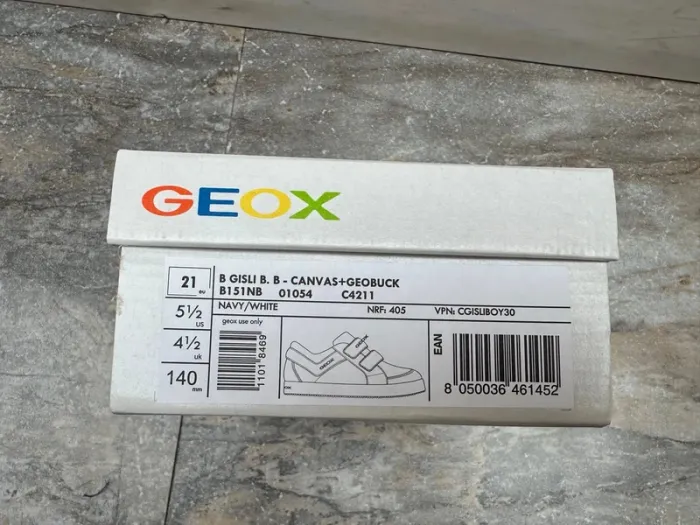 GEOX
21 eu
B GISLI B. B - CANVAS+GEOBUCK
B151NB 01054 C4211
NAVY/WHITE NRF: 405 VPN: CGISLIBOY30
5½ us
geox use only
4½ uk
140 mm
1101 8469
GEOX
EAN
8 050036 461452